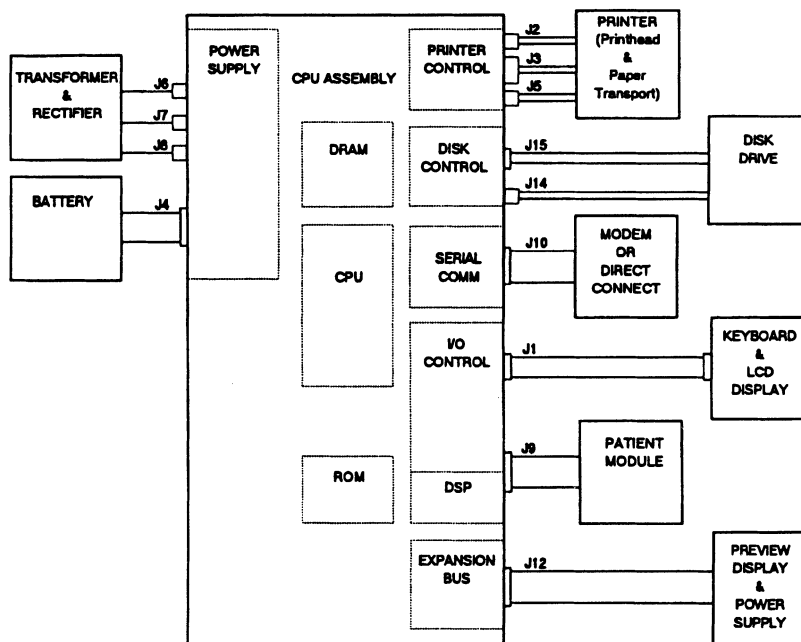 TRANSFORMER
&
RECTIFIER
J6
J7
J8
BATTERY
J4
POWER
SUPPLY
CPU ASSEMBLY
DRAM
CPU
ROM
PRINTER
CONTROL
DISK
CONTROL
SERIAL
COMM
I/O
CONTROL
DSP
EXPANSION
BUS
J2
J3
J5
PRINTER
(Printhead
&
Paper
Transport)
J15
J14
DISK
DRIVE
J10
MODEM
OR
DIRECT
CONNECT
J1
KEYBOARD
&
LCD
DISPLAY
J9
PATIENT
MODULE
J12
PREVIEW
DISPLAY
&
POWER
SUPPLY